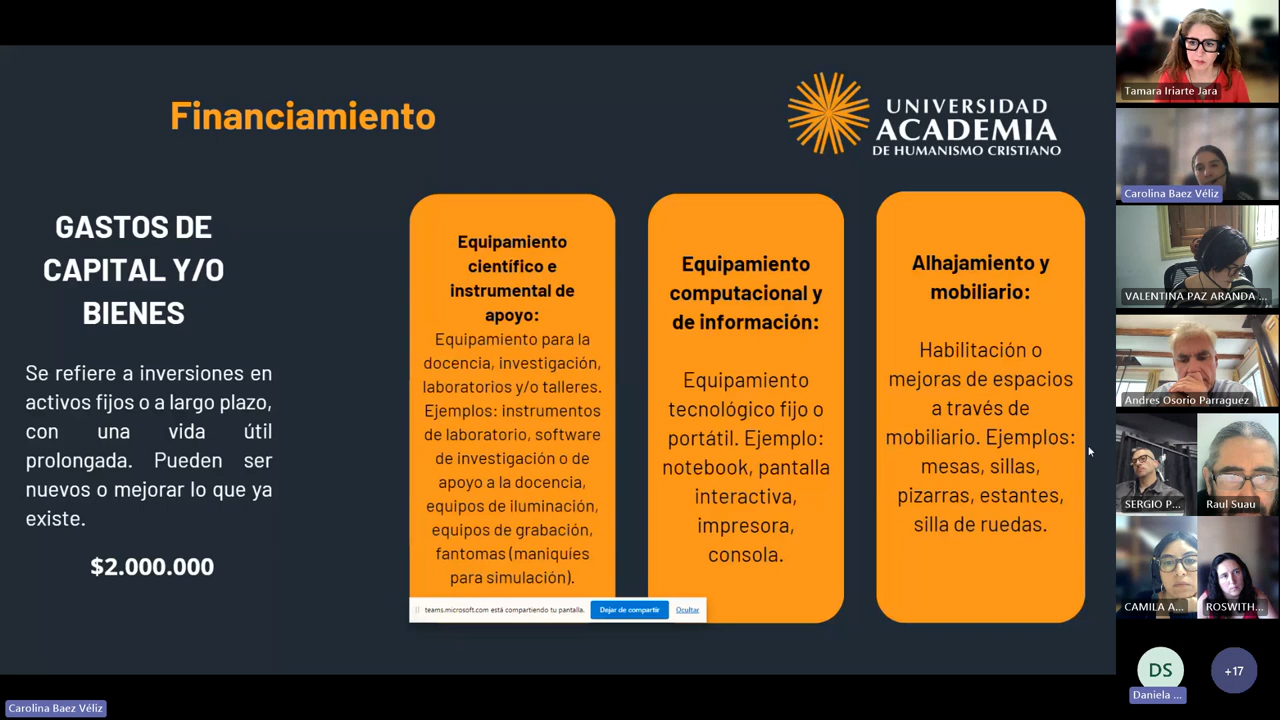 Financiamiento
UNIVERSIDAD
ACADEMIA
DE HUMANISMO CRISTIANO
GASTOS DE
CAPITAL Y/O
BIENES
Se refiere a inversiones en
activos fijos o a largo plazo,
con una vida útil
prolongada. Pueden ser
nuevos o mejorar lo que ya
existe.
$2.000.000
Equipamiento
científico e
instrumental de
apoyo:
Equipamiento para la
docencia, investigación,
laboratorios y/o talleres.
Ejemplos: instrumentos
de laboratorio, software
de investigación o de
apoyo a la docencia,
equipos de iluminación,
equipos de grabación,
fantomas (maniquíes
para simulación).
Equipamiento
computacional y
de información:
Equipamiento
tecnológico fijo o
portátil. Ejemplo:
notebook, pantalla
interactiva,
impresora,
consola.
Alhajamiento y
mobiliario:
Habilitación o
mejoras de espacios
a través de
mobiliario. Ejemplos:
mesas, sillas,
pizarras, estantes,
silla de ruedas.
teams.microsoft.com está compartiendo tu pantalla.
Dejar de compartir
Ocultar
Tamara Iriarte Jara
Carolina Baez Véliz
VALENTINA PAZ ARANDA ...
Andres Osorio Parraguez
SERGIO P...
Raul Suau
CAMILA A...
ROSWITH...
DS
Daniela ...
+17
Carolina Baez Véliz